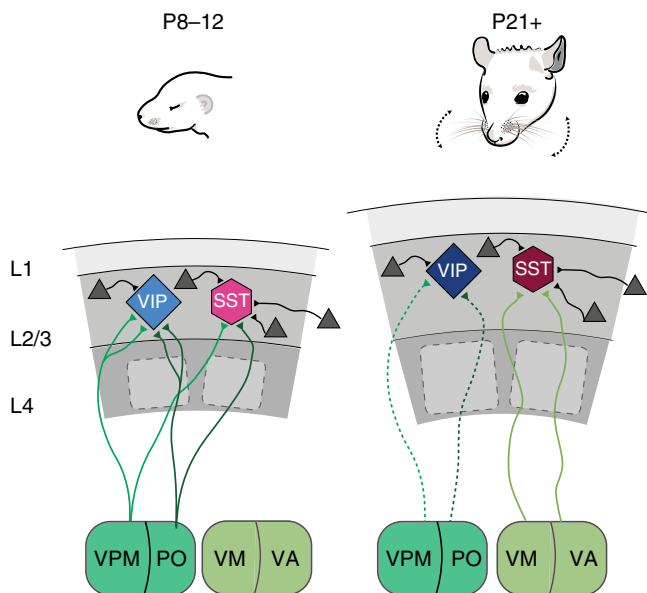 P8–12
P21+
L1
L2/3
L4
VIP
SST
VIP
SST
VPM
PO
VM
VA
VPM
PO
VM
VA